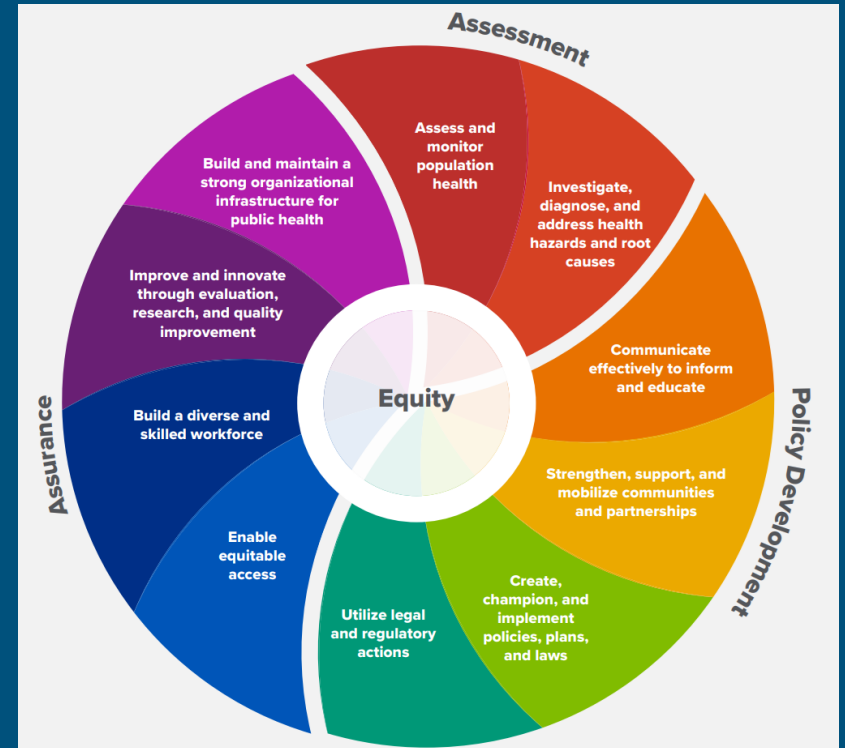 Assessment
Assess and
monitor
population
health
Investigate,
diagnose, and
address health
hazards and root
causes
Policy Development
Communicate
effectively to inform
and educate
Strengthen, support, and
mobilize communities
and partnerships
Create,
champion, and
implement
policies, plans,
and laws
Utilize legal
and regulatory
actions
Assurance
Enable
equitable
access
Build a diverse and
skilled workforce
Improve and innovate
through evaluation,
research, and quality
improvement
Build and maintain a
strong organizational
infrastructure for
public health
Equity